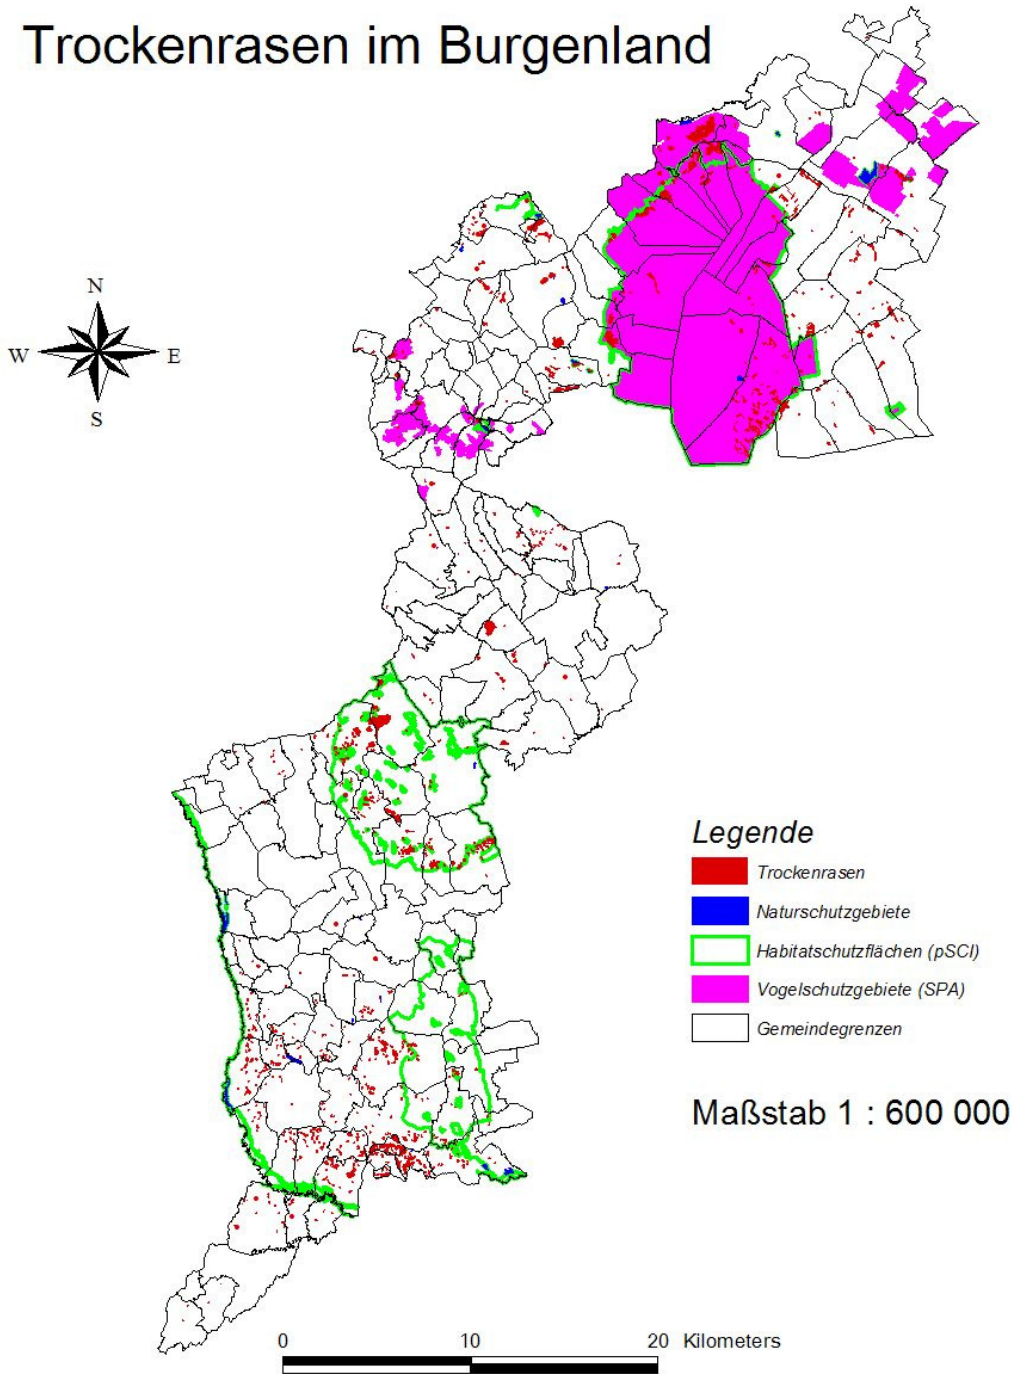 Trockenrasen im Burgenland
N
W E
S
Legende
Trockenrasen
Naturschutzgebiete
Habitatschutzflächen (pSCI)
Vogelschutzgebiete (SPA)
Gemeindegrenzen
Maßstab 1 : 600 000
0 10 20 Kilometers